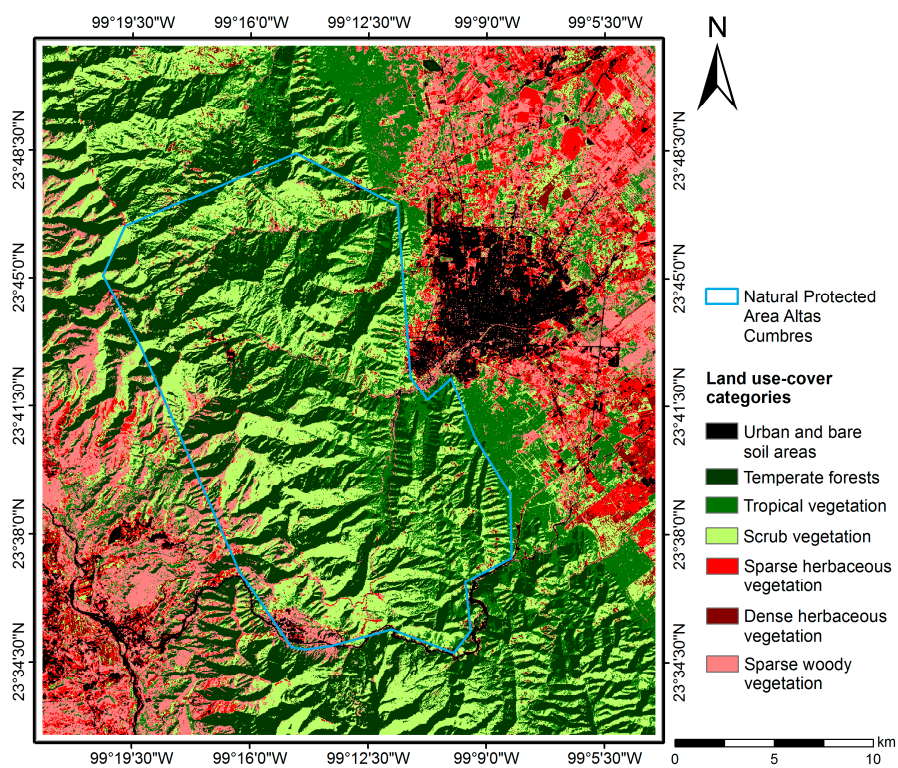 99°19'30"W 99°16'0"W 99°12'30"W 99°9'0"W 99°5'30"W
N
23°48'30"N
23°48'30"N
23°45'0"N
23°45'0"N
23°41'30"N
23°41'30"N
23°38'0"N
23°38'0"N
23°34'30"N
23°34'30"N
Natural Protected
Area Altas
Cumbres
Land use-cover
categories
Urban and bare
soil areas
Temperate forests
Tropical vegetation
Scrub vegetation
Sparse herbaceous
vegetation
Dense herbaceous
vegetation
Sparse woody
vegetation
km
0 5 10
99°19'30"W 99°16'0"W 99°12'30"W 99°9'0"W 99°5'30"W